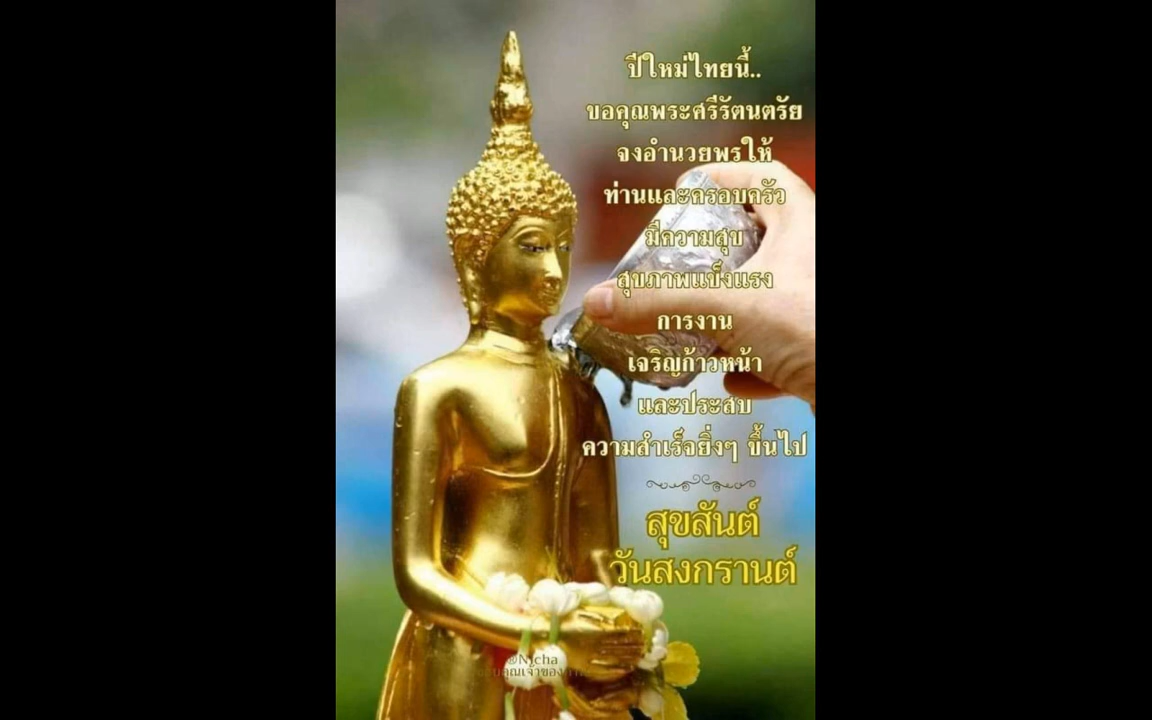 ปีใหม่ไทยนี้..
ขอคุณพระศรีรัตนตรัย
จงอำนวยพรให้
ท่านและครอบครัว
มีความสุข
สุขภาพแข็งแรง
การงาน
เจริญก้าวหน้า
และประสบ
ความสำเร็จยิ่งๆ ขึ้นไป
สุขสันต์
วันสงกรานต์
@Nicha